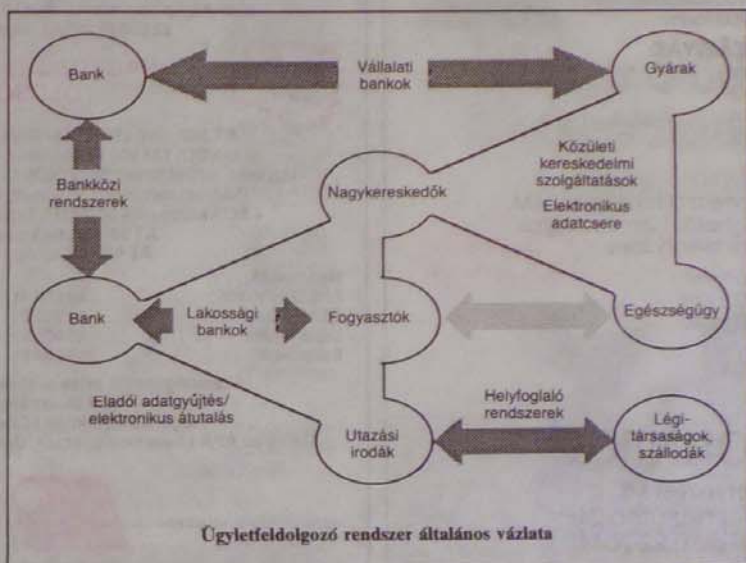 Bank
Vállalati
bankok
Gyárak
Bankközi
rendszerek
Nagykereskedők
Közületi
kereskedelmi
szolgáltatások
Elektronikus
adatcsere
Bank
Lakossági
bankok
Fogyasztók
Egészségügy
Eladói adatgyűjtés/
elektronikus átutalás
Utazási
irodák
Helyfoglaló
rendszerek
Légi-
társaságok,
szállodák
Ügyletfeldolgozó rendszer általános vázlata